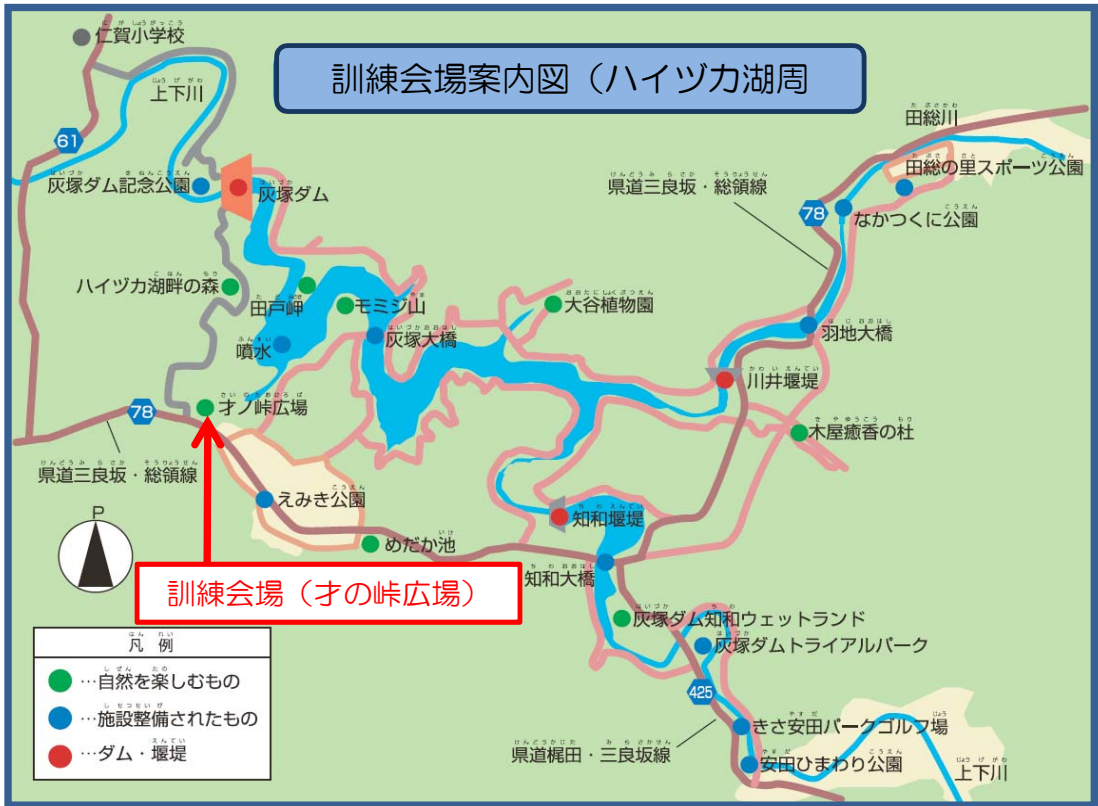 訓練会場案内図（ハイヅカ湖周
仁賀小学校
上下川
61
灰塚ダム記念公園
灰塚ダム
県道三良坂・総領線
田総川
田総の里スポーツ公園
78
なかつくに公園
ハイヅカ湖畔の森
田戸岬
モミジ山
大谷植物園
噴水
灰塚大橋
羽地大橋
川井堰堤
78
才ノ峠広場
木屋癒香の杜
県道三良坂・総領線
えみき公園
知和堰堤
めだか池
P
知和大橋
訓練会場（才の峠広場）
灰塚ダム知和ウェットランド
灰塚ダムトライアルパーク
凡例
…自然を楽しむもの
…施設整備されたもの
…ダム・堰堤
425
きさ安田パークゴルフ場
県道梶田・三良坂線
安田ひまわり公園
上下川